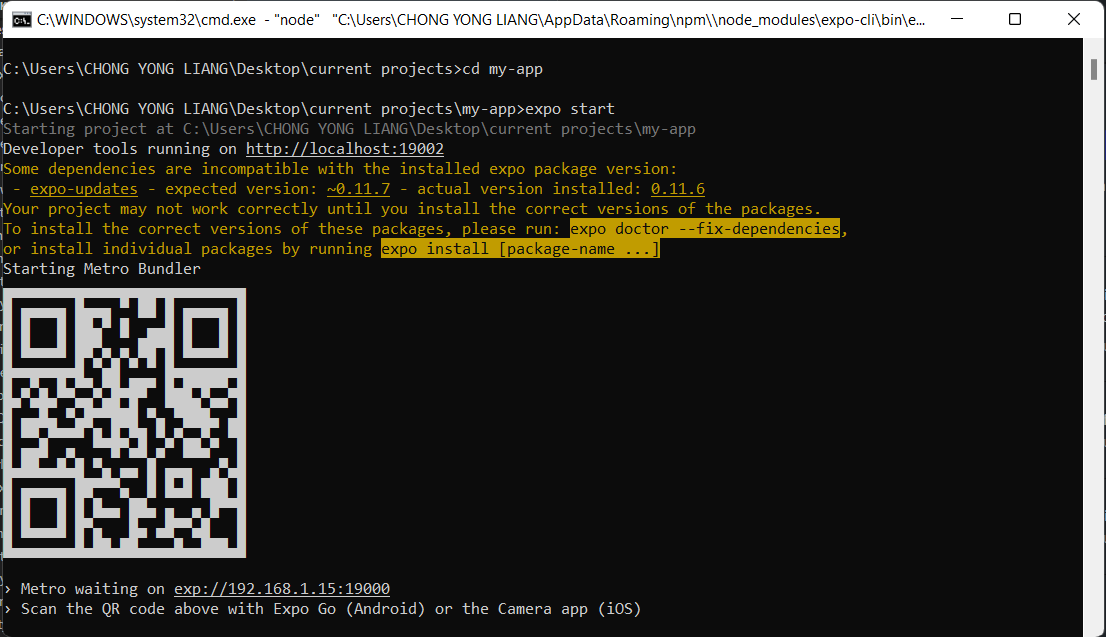 C:\WINDOWS\system32\cmd.exe - "node" "C:\Users\CHONG YONG LIANG\AppData\Roaming\npm\\node_modules\expo-cli\bin\e...
C:\Users\CHONG YONG LIANG\Desktop\current projects>cd my-app
C:\Users\CHONG YONG LIANG\Desktop\current projects\my-app>expo start
Starting project at C:\Users\CHONG YONG LIANG\Desktop\current projects\my-app
Developer tools running on http://localhost:19002
Some dependencies are incompatible with the installed expo package version:
 - expo-updates - expected version: ~0.11.7 - actual version installed: 0.11.6
Your project may not work correctly until you install the correct versions of the packages.
To install the correct versions of these packages, please run: expo doctor --fix-dependencies,
or install individual packages by running expo install [package-name ...]
Starting Metro Bundler
› Metro waiting on exp://192.168.1.15:19000
› Scan the QR code above with Expo Go (Android) or the Camera app (iOS)